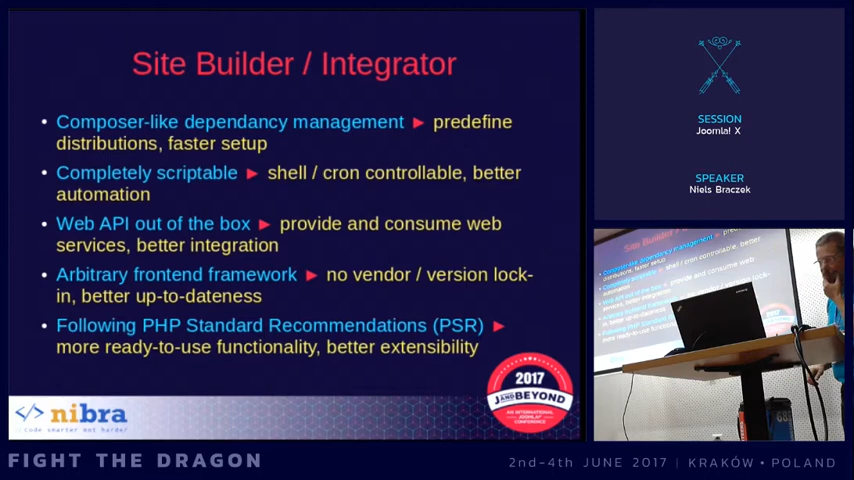 Site Builder / Integrator
• Composer-like dependancy management ► predefine
distributions, faster setup
• Completely scriptable ► shell / cron controllable, better
automation
• Web API out of the box ► provide and consume web
services, better integration
• Arbitrary frontend framework ► no vendor / version lock-
in, better up-to-dateness
• Following PHP Standard Recommendations (PSR) ►
more ready-to-use functionality, better extensibility
</> nibra
code smarter not harder
2017
J AND BEYOND
AN INTERNATIONAL
JOOMLA!
CONFERENCE
SESSION
Joomla! X
SPEAKER
Niels Braczek
FIGHT THE DRAGON
2nd-4th JUNE 2017 | KRAKÓW • POLAND